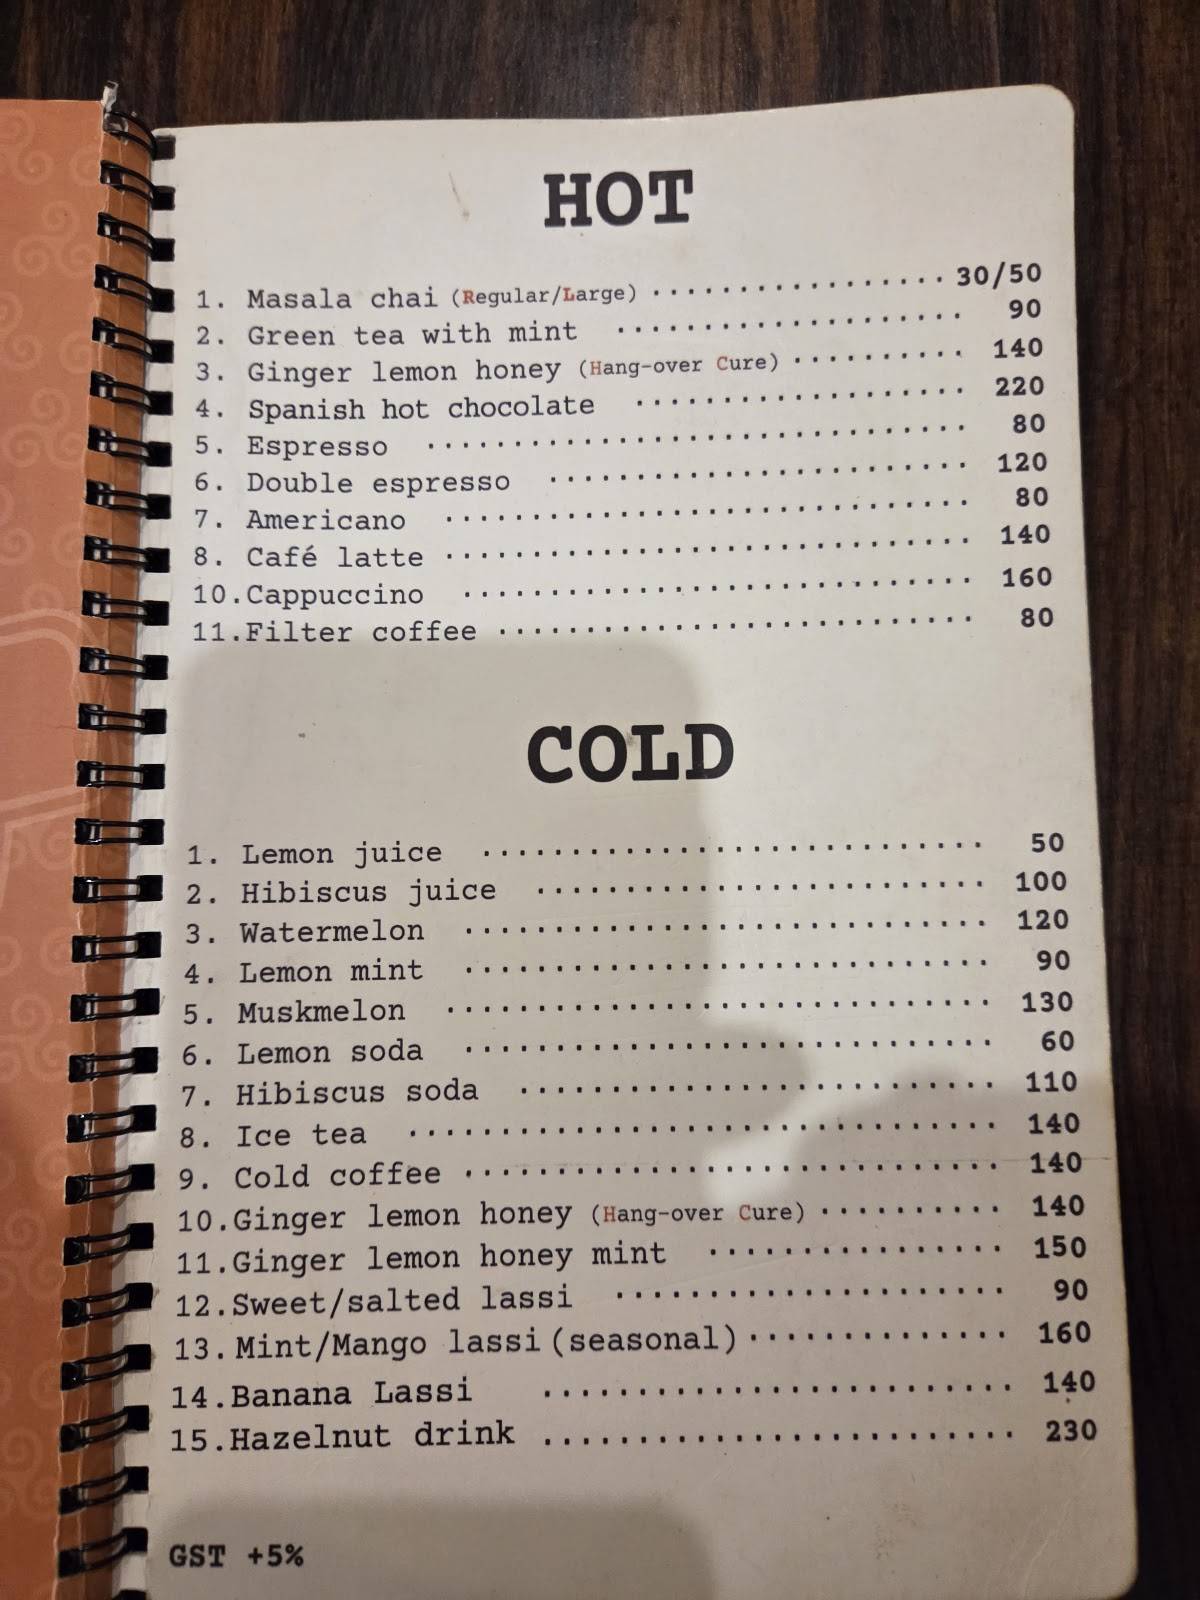 HOT
1. Masala chai (Regular/Large) ................. 30/50
2. Green tea with mint .................... 90
3. Ginger lemon honey (Hang-over Cure) .......... 140
4. Spanish hot chocolate ................... 220
5. Espresso ............................... 80
6. Double espresso ........................ 120
7. Americano .............................. 80
8. Café latte .............................. 140
10.Cappuccino ............................. 160
11.Filter coffee ........................... 80
COLD
1. Lemon juice ............................ 50
2. Hibiscus juice ......................... 100
3. Watermelon ............................. 120
4. Lemon mint ............................. 90
5. Muskmelon .............................. 130
6. Lemon soda ............................. 60
7. Hibiscus soda .......................... 110
8. Ice tea ................................ 140
9. Cold coffee ............................. 140
10.Ginger lemon honey (Hang-over Cure) .......... 140
11.Ginger lemon honey mint ................ 150
12.Sweet/salted lassi ..................... 90
13.Mint/Mango lassi (seasonal) .............. 160
14.Banana Lassi .......................... 140
15.Hazelnut drink .......................... 230
GST +5%